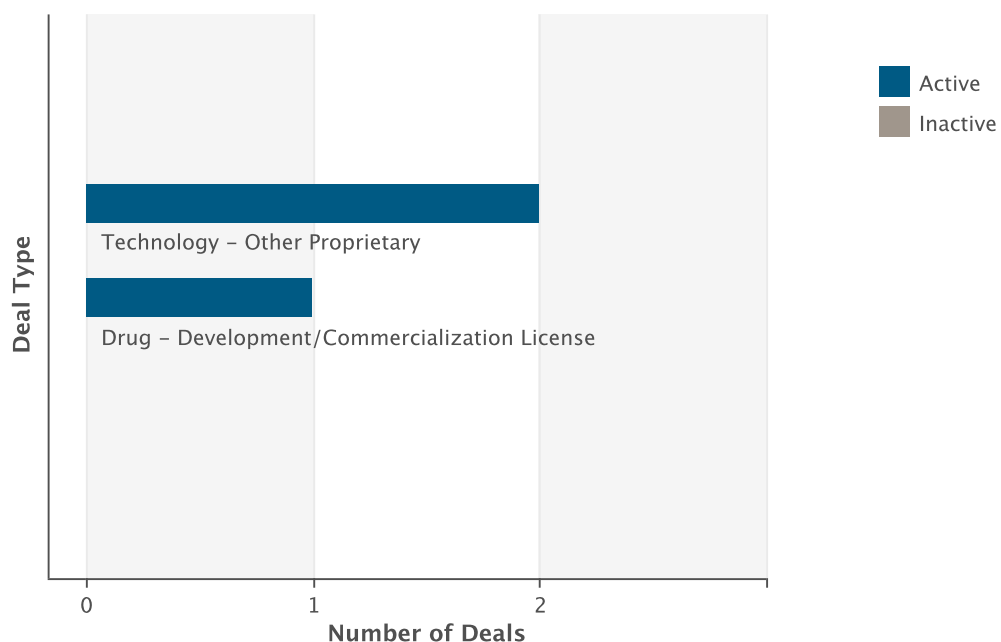 Active
Inactive
Technology – Other Proprietary
Drug – Development/Commercialization License
Deal Type
0 1 2
Number of Deals